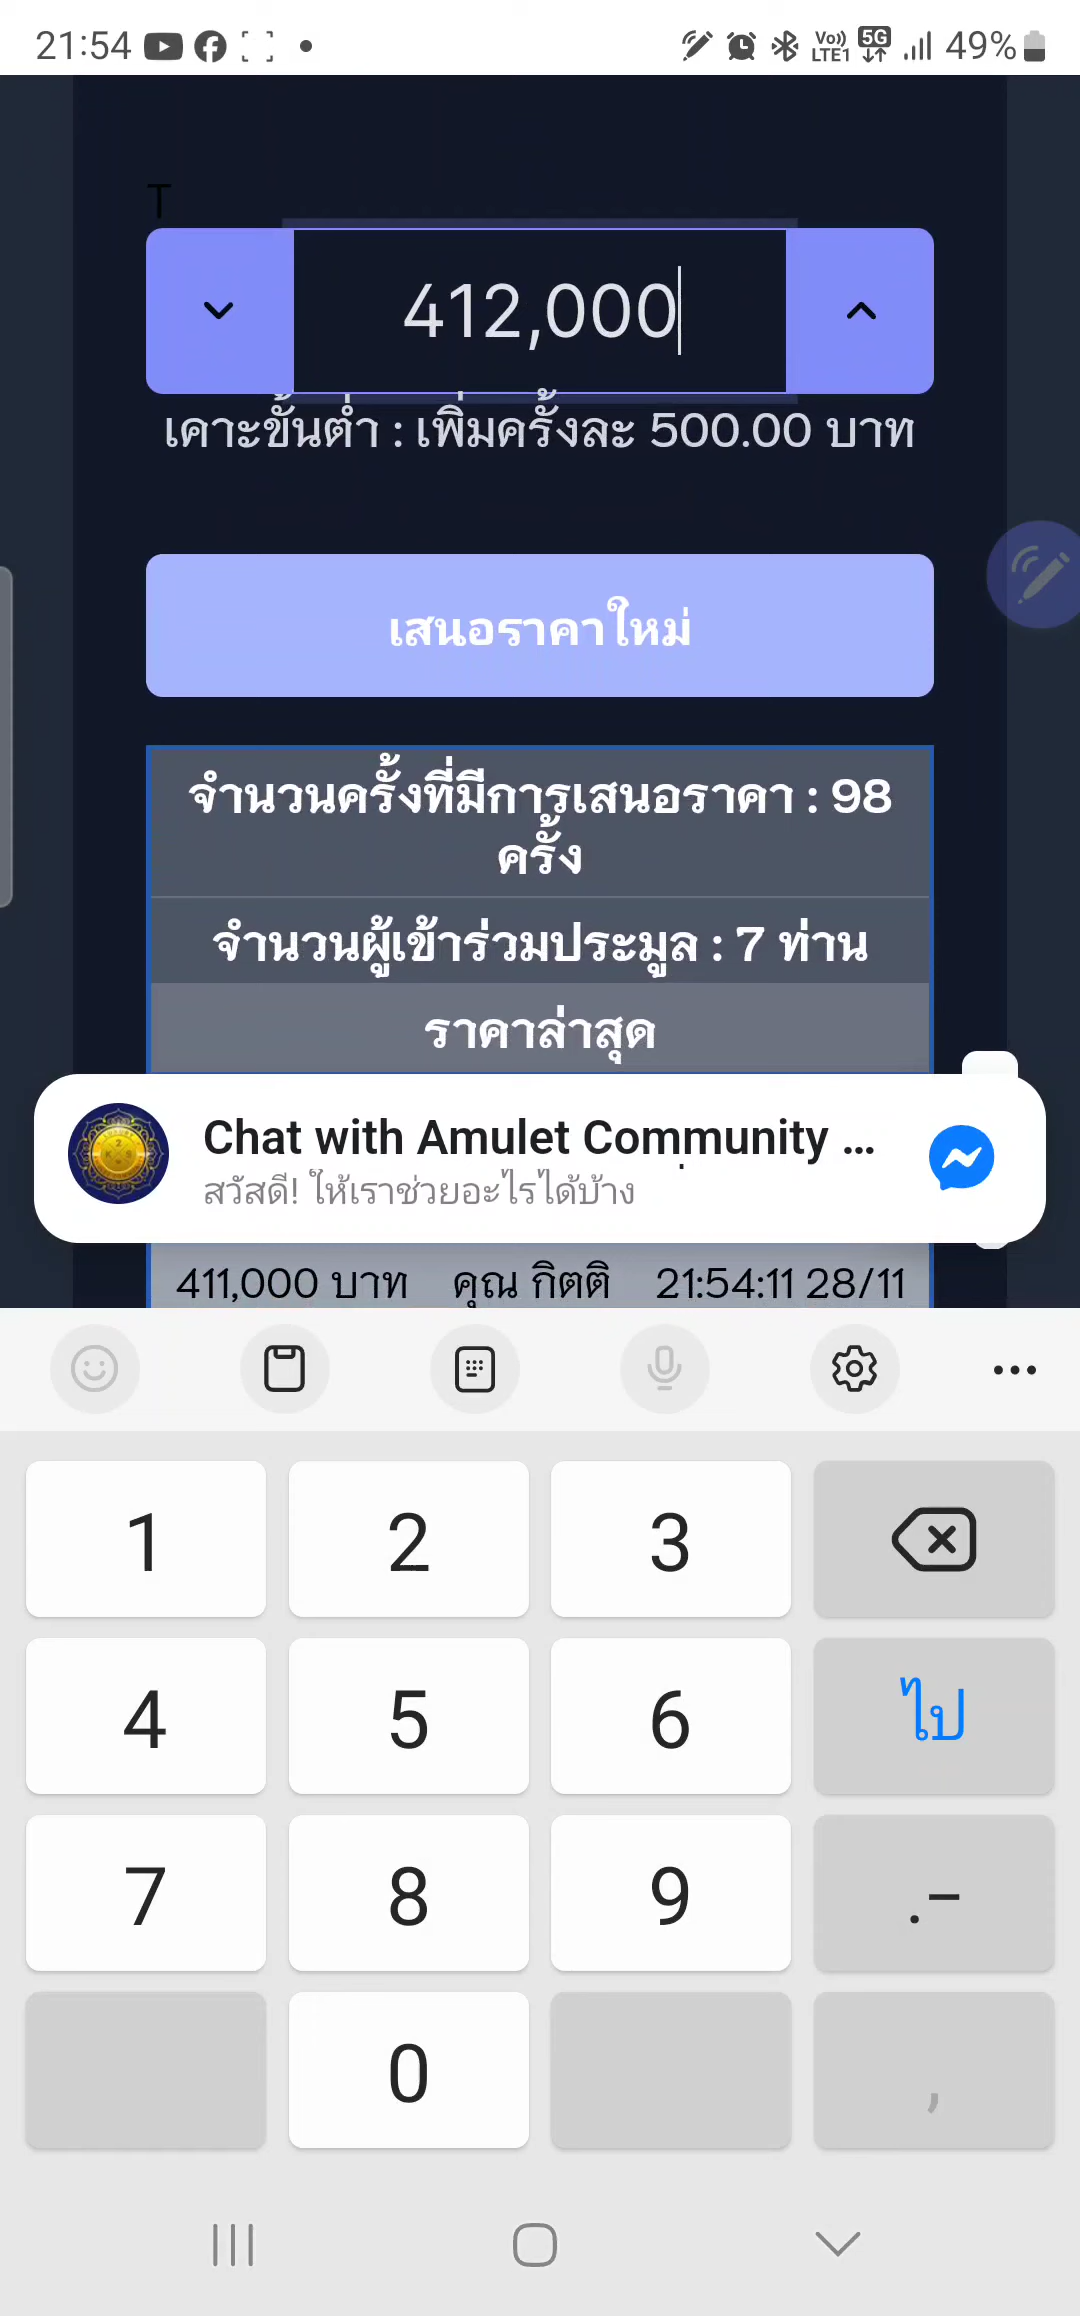 21:54
Vo)) LTE1 5G 49%
T
412,000
เคาะขั้นต่ำ : เพิ่มครั้งละ 500.00 บาท
เสนอราคาใหม่
จำนวนครั้งที่มีการเสนอราคา : 98
ครั้ง
จำนวนผู้เข้าร่วมประมูล : 7 ท่าน
ราคาล่าสุด
Chat with Amulet Community ...
สวัสดี! ให้เราช่วยอะไรได้บ้าง
411,000 บาท คุณ กิตติ 21:54:11 28/11
1 2 3
4 5 6 ไป
7 8 9 .-
0 ,